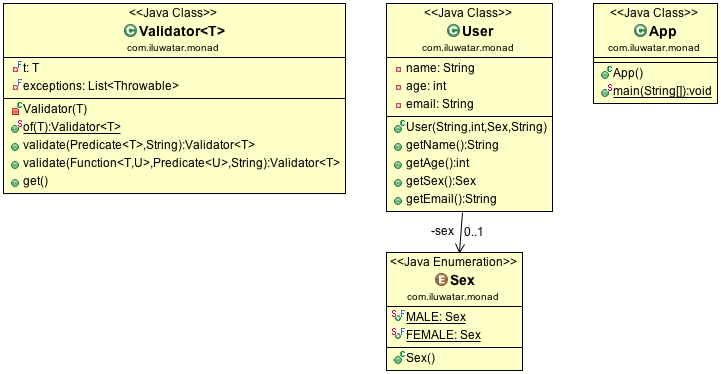 <<Java Class>>
Validator<T>
com.iluwatar.monad
t: T
exceptions: List<Throwable>
Validator(T)
of(T):Validator<T>
validate(Predicate<T>,String):Validator<T>
validate(Function<T,U>,Predicate<U>,String):Validator<T>
get()
<<Java Class>>
User
com.iluwatar.monad
name: String
age: int
email: String
User(String,int,Sex,String)
getName():String
getAge():int
getSex():Sex
getEmail():String
<<Java Class>>
App
com.iluwatar.monad
App()
main(String[]):void
-sex 0..1
<<Java Enumeration>>
Sex
com.iluwatar.monad
MALE: Sex
FEMALE: Sex
Sex()